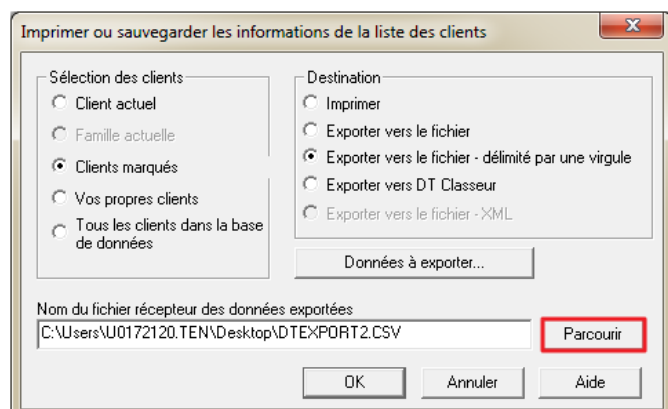 Imprimer ou sauvegarder les informations de la liste des clients
Sélection des clients
Client actuel
Famille actuelle
Clients marqués
Vos propres clients
Tous les clients dans la base
de données
Destination
Imprimer
Exporter vers le fichier
Exporter vers le fichier - délimité par une virgule
Exporter vers DT Classeur
Exporter vers le fichier - XML
Données à exporter...
Nom du fichier récepteur des données exportées
C:\Users\U0172120.TEN\Desktop\DTEXPORT2.CSV
Parcourir
OK
Annuler
Aide